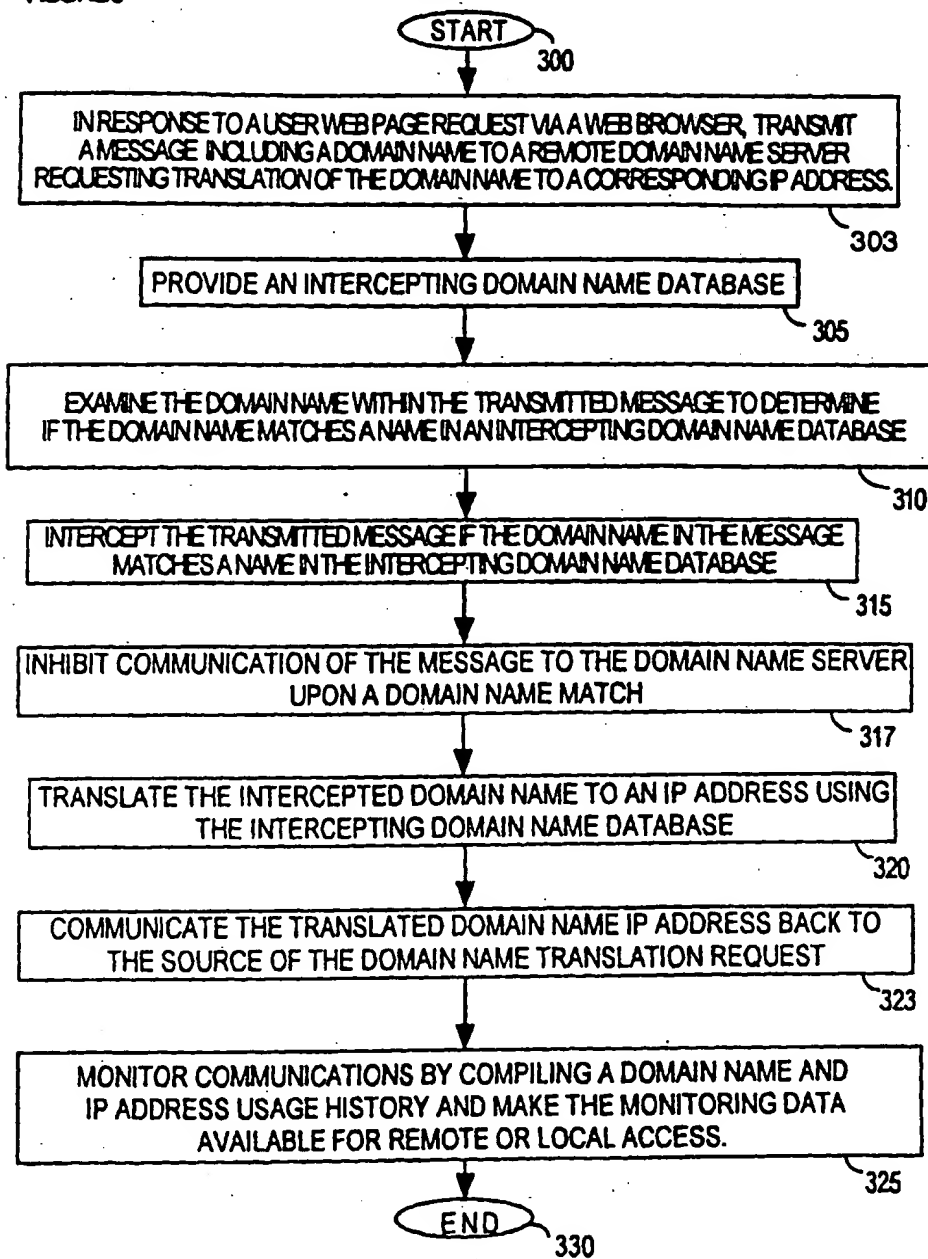 START
300
IN RESPONSE TO A USER WEB PAGE REQUEST VIA A WEB BROWSER, TRANSMIT
A MESSAGE INCLUDING A DOMAIN NAME TO A REMOTE DOMAIN NAME SERVER
REQUESTING TRANSLATION OF THE DOMAIN NAME TO A CORRESPONDING IP ADDRESS.
303
PROVIDE AN INTERCEPTING DOMAIN NAME DATABASE
305
EXAMINE THE DOMAIN NAME WITHIN THE TRANSMITTED MESSAGE TO DETERMINE
IF THE DOMAIN NAME MATCHES A NAME IN AN INTERCEPTING DOMAIN NAME DATABASE
310
INTERCEPT THE TRANSMITTED MESSAGE IF THE DOMAIN NAME IN THE MESSAGE
MATCHES A NAME IN THE INTERCEPTING DOMAIN NAME DATABASE
315
INHIBIT COMMUNICATION OF THE MESSAGE TO THE DOMAIN NAME SERVER
UPON A DOMAIN NAME MATCH
317
TRANSLATE THE INTERCEPTED DOMAIN NAME TO AN IP ADDRESS USING
THE INTERCEPTING DOMAIN NAME DATABASE
320
COMMUNICATE THE TRANSLATED DOMAIN NAME IP ADDRESS BACK TO
THE SOURCE OF THE DOMAIN NAME TRANSLATION REQUEST
323
MONITOR COMMUNICATIONS BY COMPILING A DOMAIN NAME AND
IP ADDRESS USAGE HISTORY AND MAKE THE MONITORING DATA
AVAILABLE FOR REMOTE OR LOCAL ACCESS.
325
END
330